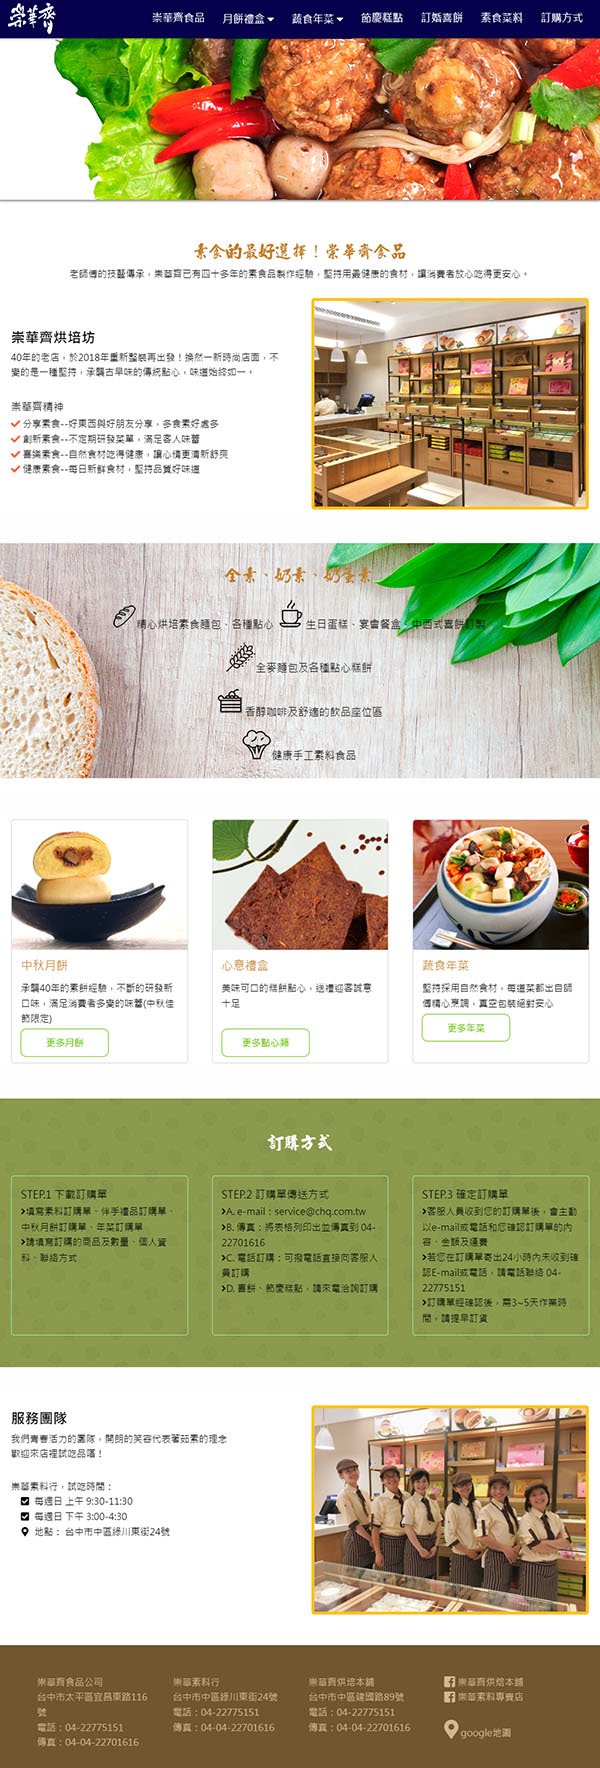 崇華齊
崇華齊食品 月餅禮盒 蔬食年菜 節慶糕點 訂婚喜餅 素食菜料 訂購方式
素食的最好選擇！崇華齊食品
老師傅的技藝傳承，崇華齊已有四十多年的素食品製作經驗，堅持用最健康的食材，讓消費者放心吃得更安心。
崇華齊烘培坊
40年的老店，於2018年重新整裝再出發！換然一新時尚店面，不
變的是一種堅持，承襲古早味的傳統點心，味道始終如一。
崇華齊精神
分享素食--好東西與好朋友分享，多食素好處多
創新素食--不定期研發菜單，滿足客人味蕾
喜樂素食--自然食材吃得健康，讓心情更清新舒爽
健康素食--每日新鮮食材，堅持品質好味道
全素、奶素、奶蛋素
精心烘培素食麵包、各種點心 生日蛋糕、宴會餐盒、中西式喜餅訂製
全麥麵包及各種點心糕餅
香醇咖啡及舒適的飲品座位區
健康手工素料食品
中秋月餅
承襲40年的素餅經驗，不斷的研發新
口味，滿足消費者多變的味蕾(中秋佳
節限定)
更多月餅
心意禮盒
美味可口的糕餅點心，送禮迎客誠意
十足
更多點心類
蔬食年菜
堅持採用自然食材，每道菜都出自師
傅精心烹調，真空包裝絕對安心
更多年菜
訂購方式
STEP.1 下載訂購單
填寫素料訂購單、伴手禮品訂購單、
中秋月餅訂購單、年菜訂購單
請填寫訂購的商品及數量、個人資
料、聯絡方式
STEP.2 訂購單傳送方式
A. e-mail：service@chq.com.tw
B. 傳真：將表格列印出並傳真到 04-
22701616
C. 電話訂購：可撥電話直接向客服人
員訂購
D. 喜餅、節慶糕點，請來電洽詢訂購
STEP.3 確定訂購單
客服人員收到您的訂購單後，會主動
以e-mail或電話和您確認訂購單的內
容、金額及運費
若您在訂購單寄出24小時內未收到確
認E-mail或電話，請電話聯絡 04-
22775151
訂購單經確認後，需3~5天作業時
間，請提早訂貨
服務團隊
我們青春活力的團隊，開朗的笑容代表著茹素的理念
歡迎來店裡試吃品嚐！
崇華素料行，試吃時間：
每週日 上午 9:30-11:30
每週日 下午 3:00-4:30
地點： 台中市中區綠川東街24號
崇華齊食品公司
台中市太平區宜昌東路116
號
電話：04-22775151
傳真：04-04-22701616
崇華素料行
台中市中區綠川東街24號
電話：04-22775151
傳真：04-04-22701616
崇華齊烘培本鋪
台中市中區建國路89號
電話：04-22775151
傳真：04-04-22701616
崇華齊烘焙本鋪
崇華素料專賣店
google地圖